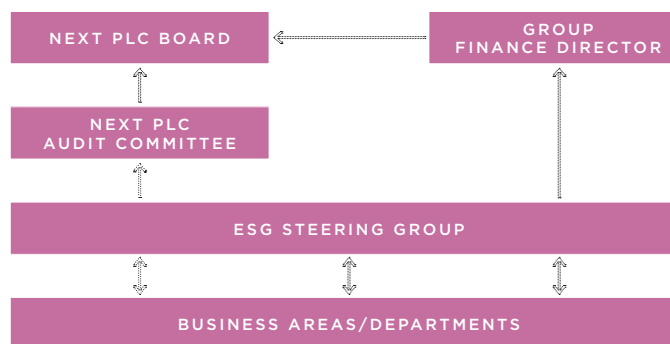 NEXT PLC BOARD
GROUP
FINANCE DIRECTOR
NEXT PLC
AUDIT COMMITTEE
ESG STEERING GROUP
BUSINESS AREAS/DEPARTMENTS